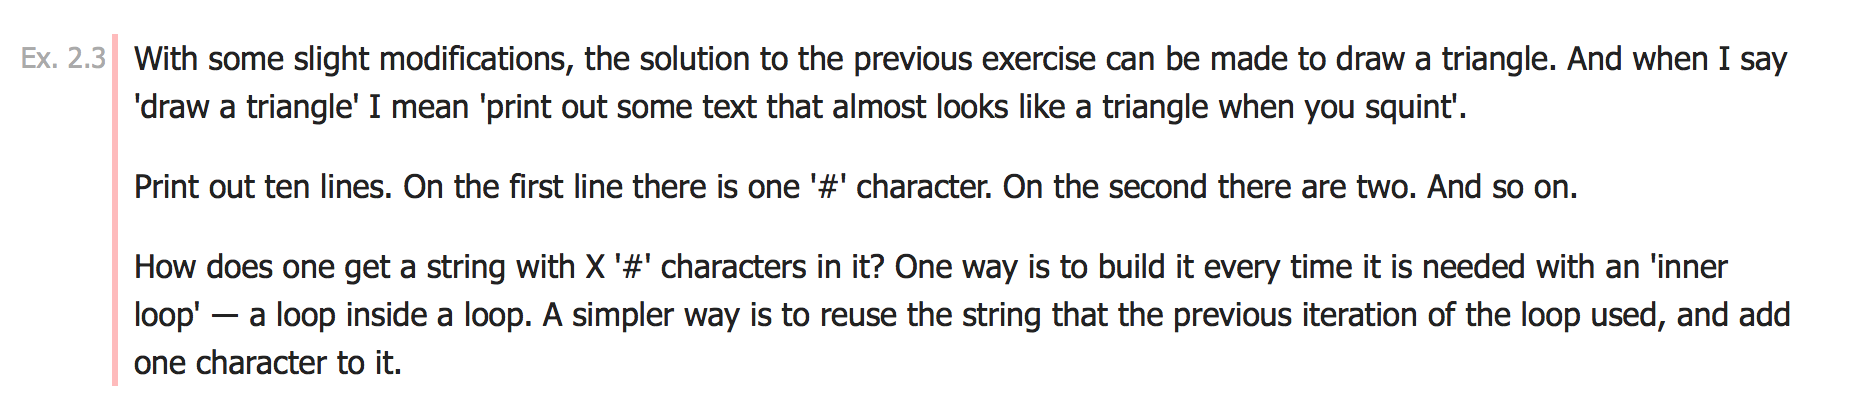 Ex. 2.3 With some slight modifications, the solution to the previous exercise can be made to draw a triangle. And when I say
'draw a triangle' I mean 'print out some text that almost looks like a triangle when you squint'.
Print out ten lines. On the first line there is one '#' character. On the second there are two. And so on.
How does one get a string with X '#' characters in it? One way is to build it every time it is needed with an 'inner
loop' — a loop inside a loop. A simpler way is to reuse the string that the previous iteration of the loop used, and add
one character to it.